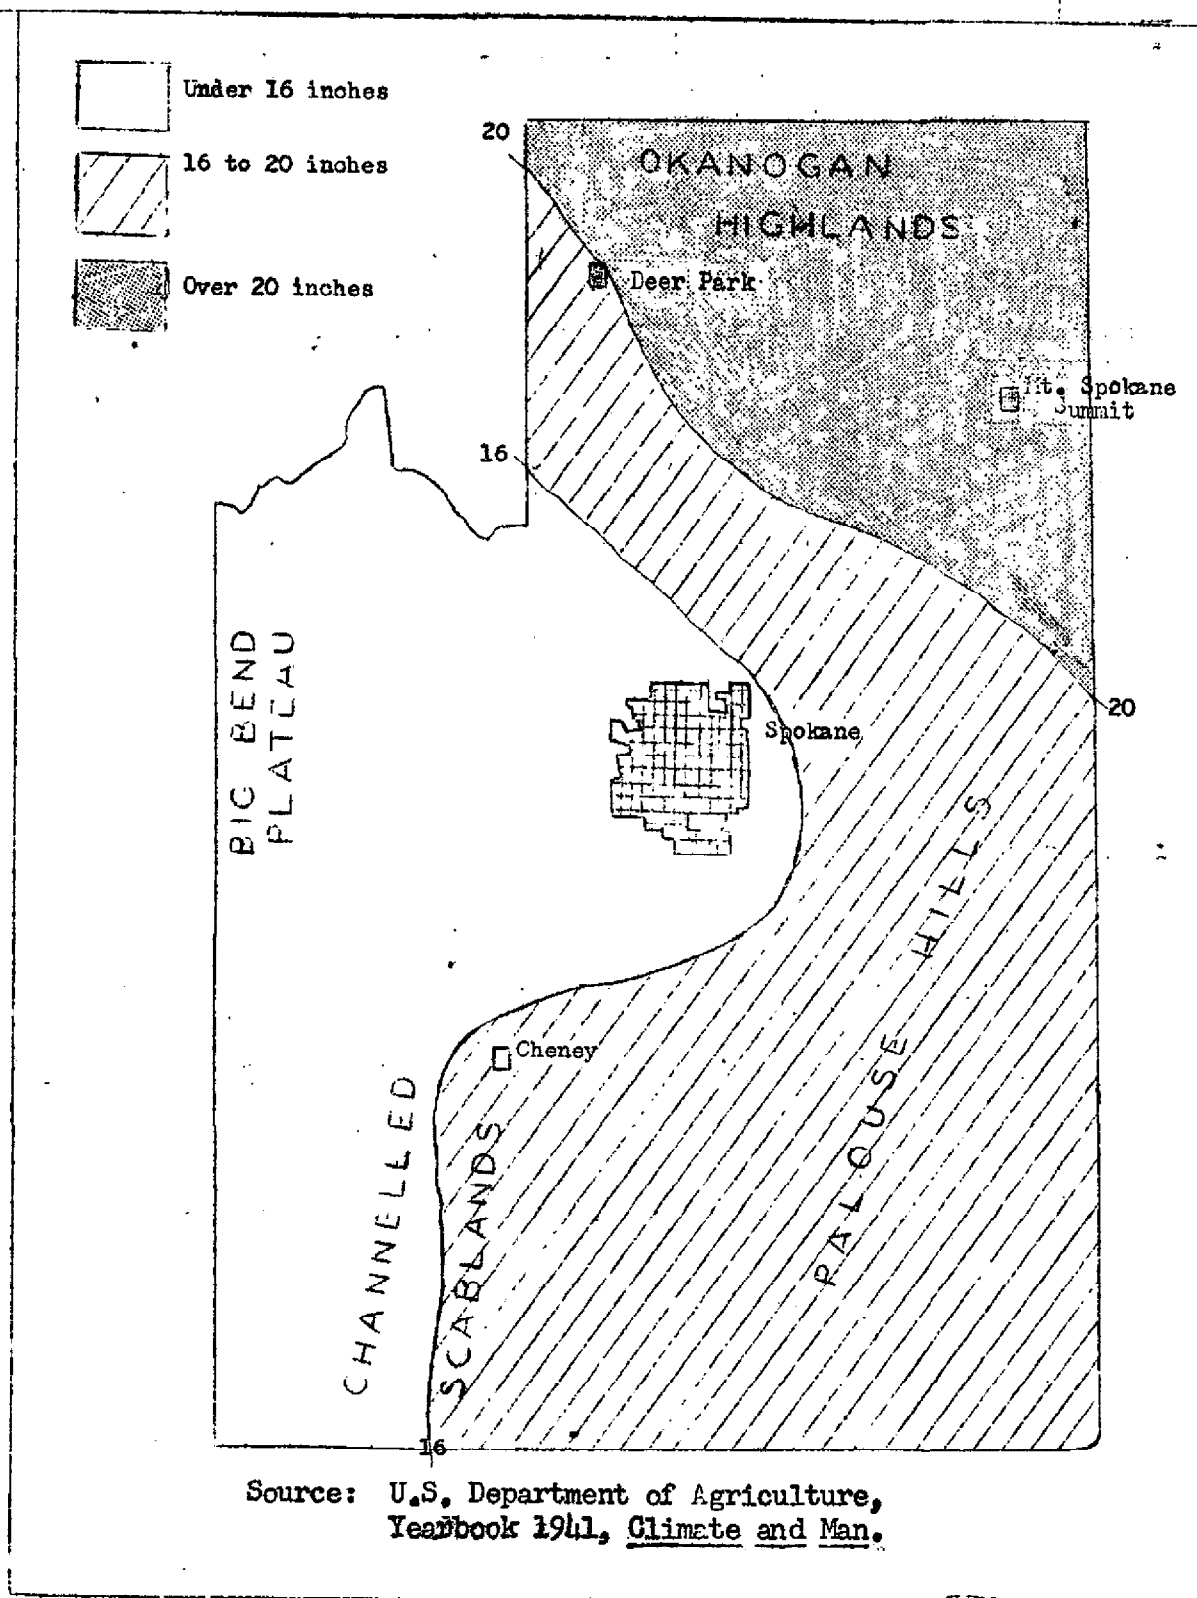 Under 16 inches
16 to 20 inches
Over 20 inches
20
OKANOGAN
HIGHLANDS
Deer Park
Mt. Spokane
Summit
16
BIG BEND
PLATEAU
20
Spokane
PALOUSE HILLS
Cheney
CHANNELLED
SCABLANDS
16
Source: U.S. Department of Agriculture,
Yearbook 1941, Climate and Man.